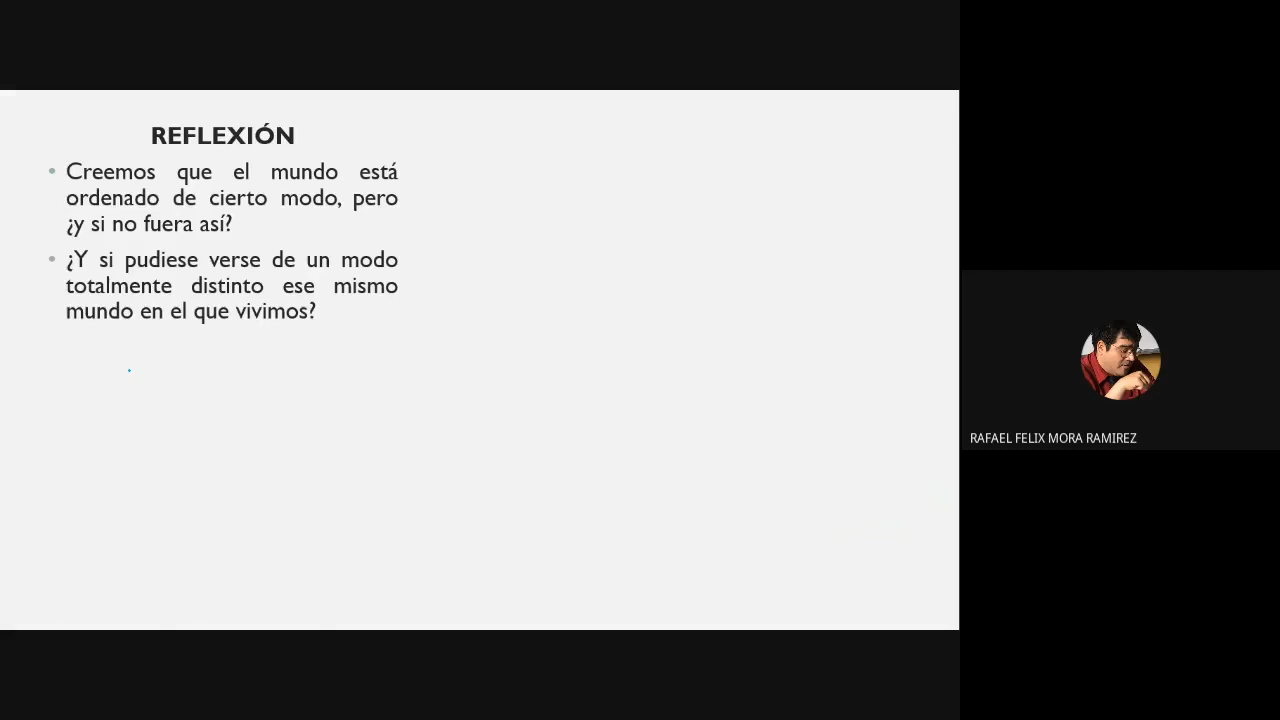 REFLEXIÓN
• Creemos que el mundo está
ordenado de cierto modo, pero
¿y si no fuera así?
• ¿Y si pudiese verse de un modo
totalmente distinto ese mismo
mundo en el que vivimos?
RAFAEL FELIX MORA RAMIREZ